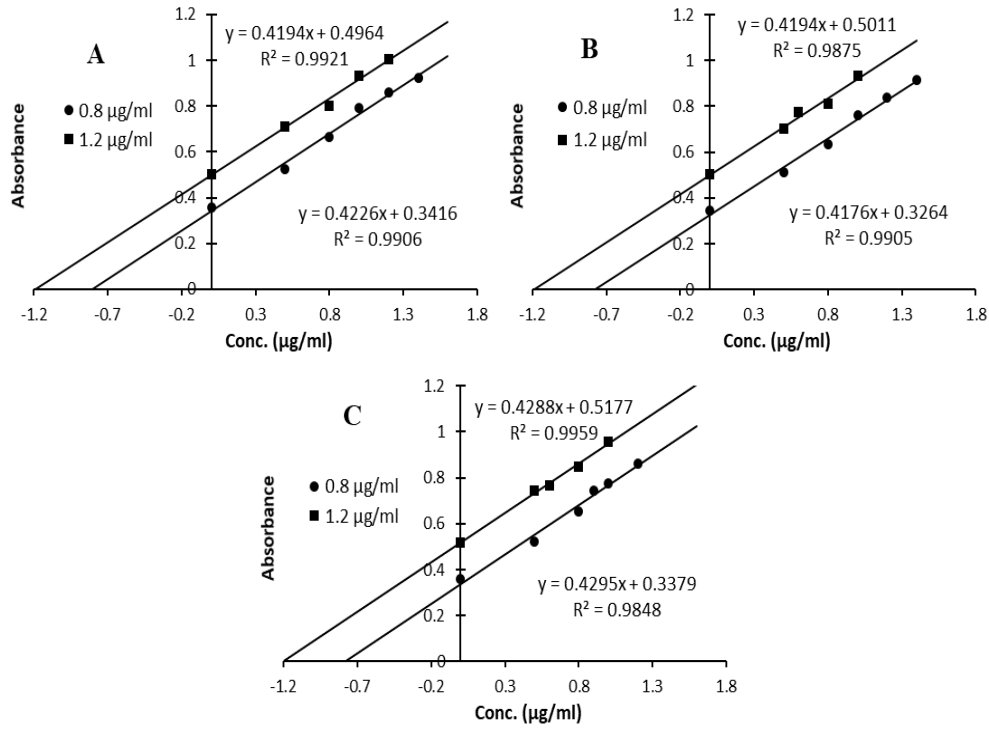 A
y = 0.4194x + 0.4964
R² = 0.9921
0.8 µg/ml
1.2 µg/ml
y = 0.4226x + 0.3416
R² = 0.9906
Absorbance
1.2
1
0.8
0.6
0.4
0.2
0
-1.2 -0.7 -0.2 0.3 0.8 1.3 1.8
Conc. (µg/ml)
B
y = 0.4194x + 0.5011
R² = 0.9875
0.8 µg/ml
1.2 µg/ml
y = 0.4176x + 0.3264
R² = 0.9905
Absorbance
1.2
1
0.8
0.6
0.4
0.2
0
-1.2 -0.7 -0.2 0.3 0.8 1.3 1.8
Conc. (µg/ml)
C
y = 0.4288x + 0.5177
R² = 0.9959
0.8 µg/ml
1.2 µg/ml
y = 0.4295x + 0.3379
R² = 0.9848
Absorbance
1.2
1
0.8
0.6
0.4
0.2
0
-1.2 -0.7 -0.2 0.3 0.8 1.3 1.8
Conc. (µg/ml)